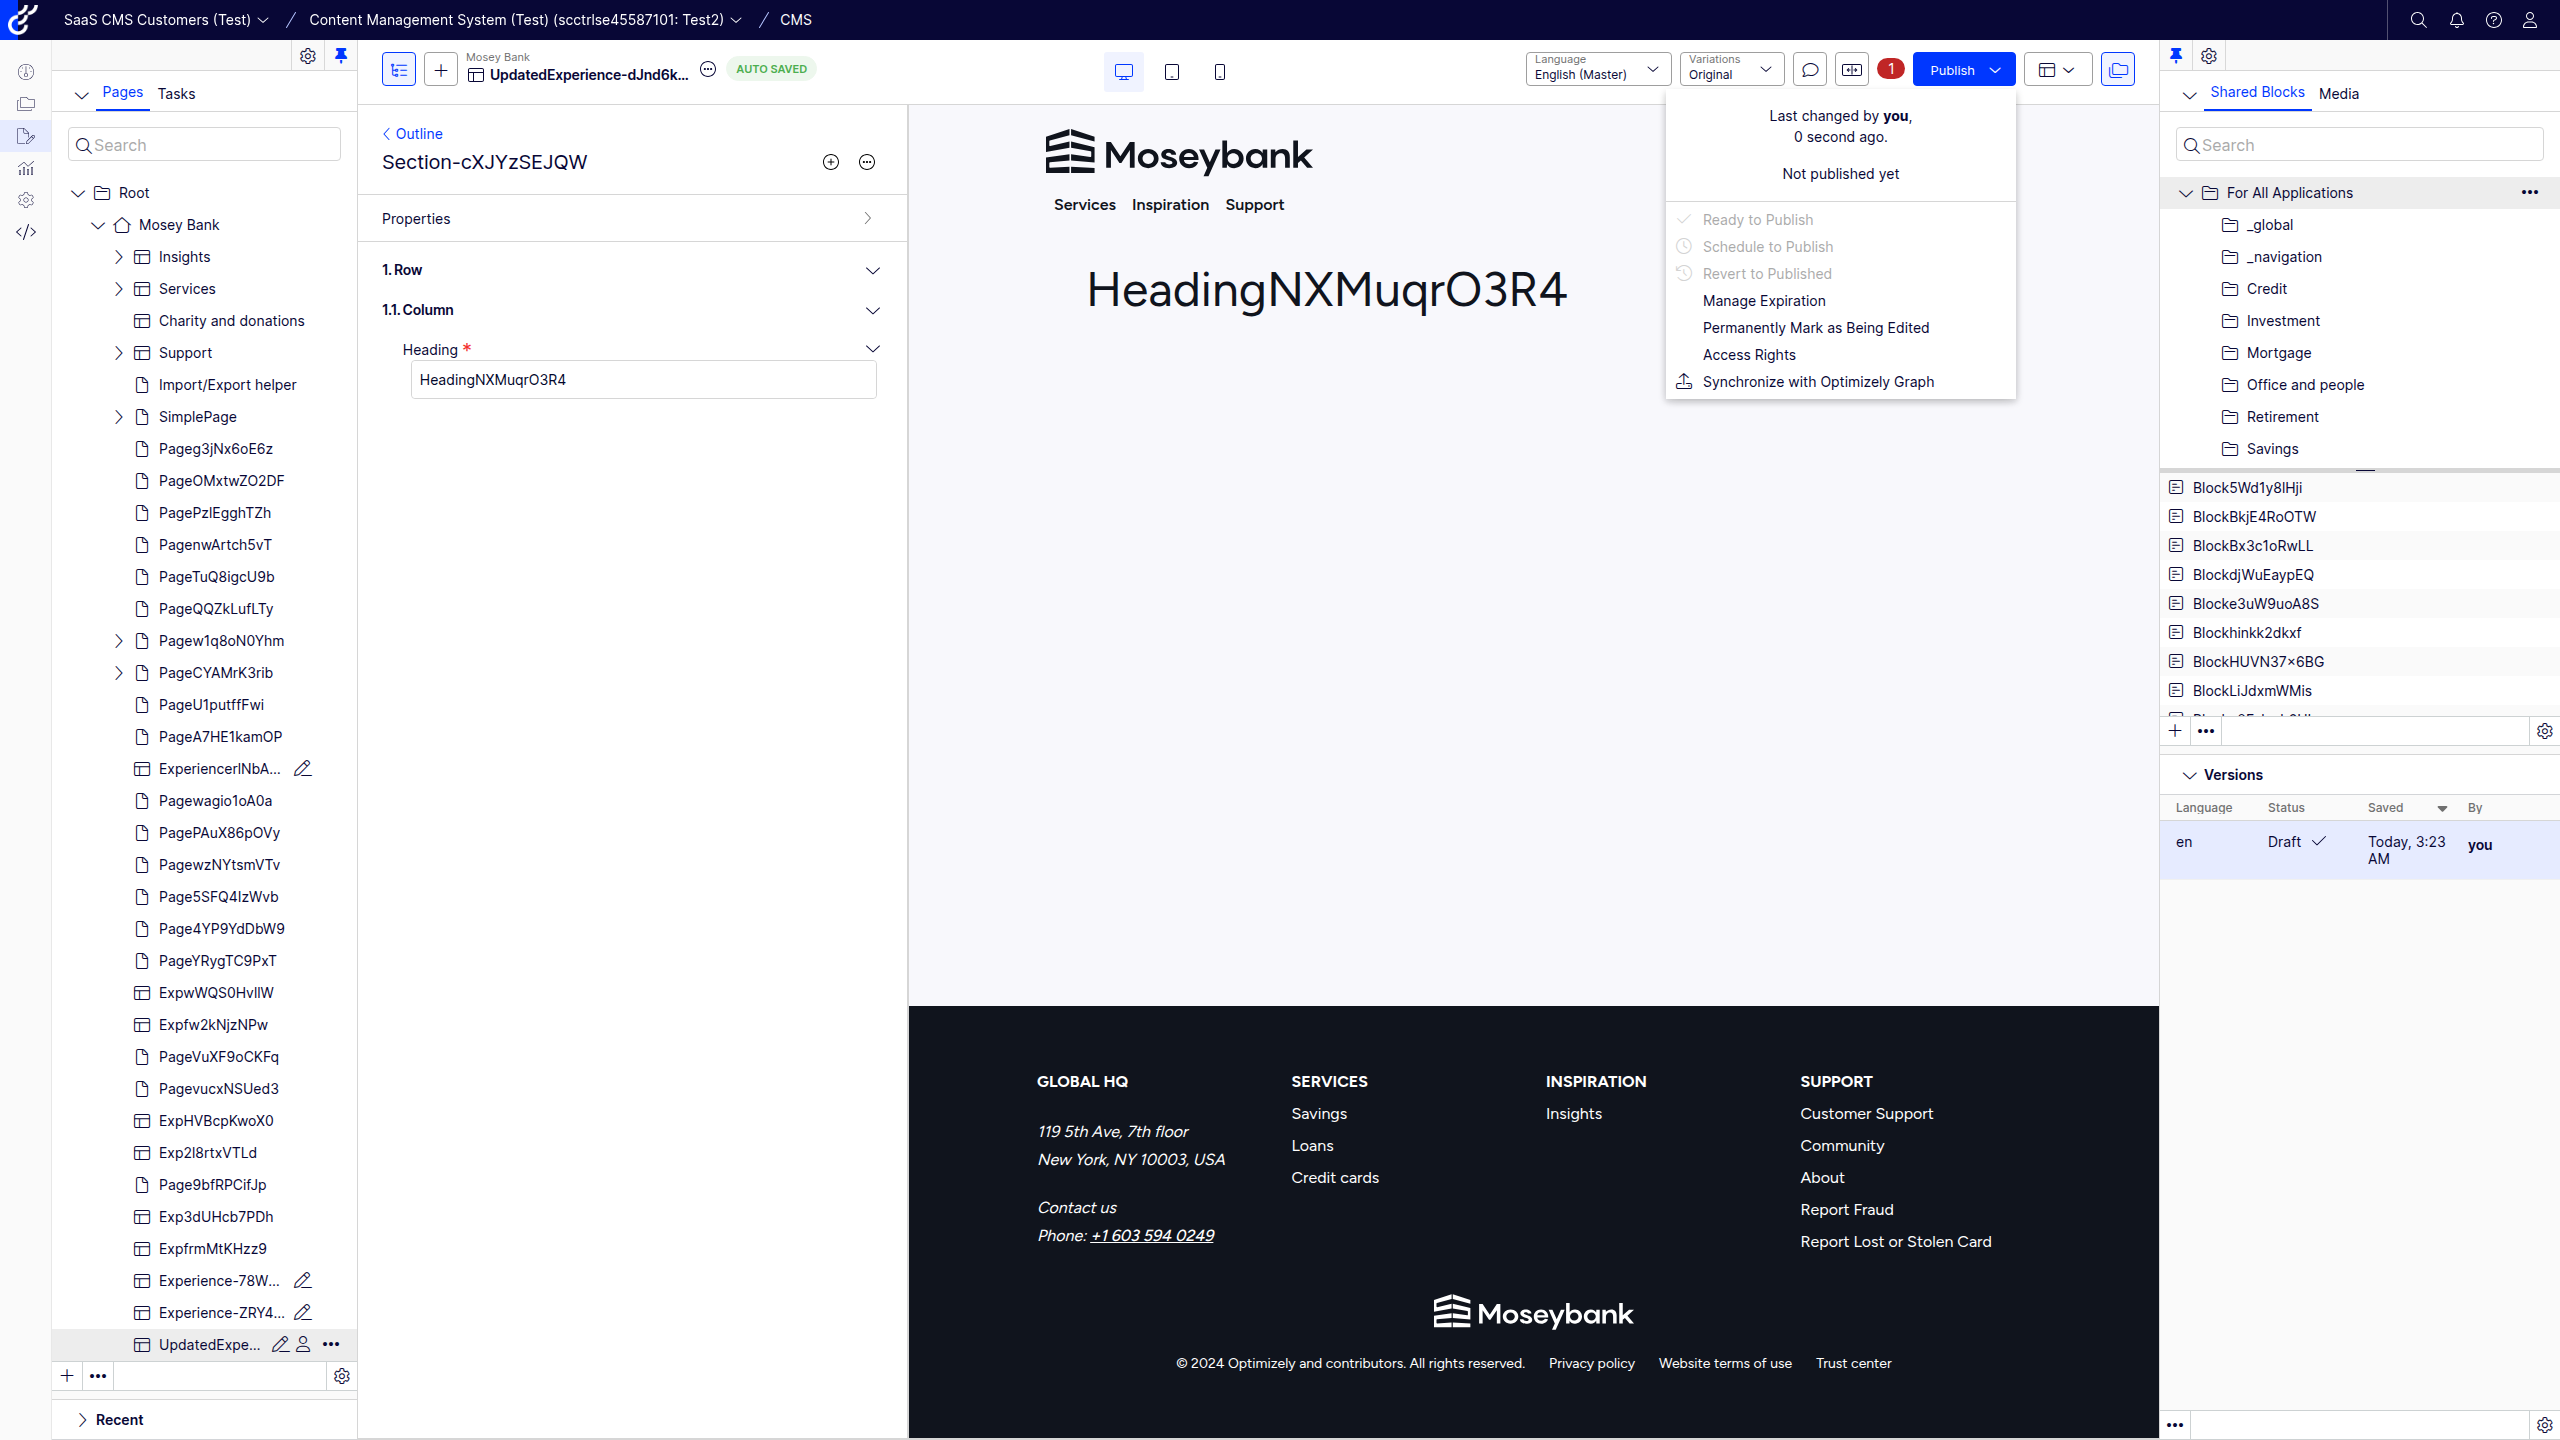 SaaS CMS Customers (Test) / Content Management System (Test) (scctrlse45587101: Test2) / CMS
Pages Tasks
Search
Root
Mosey Bank
Insights
Services
Charity and donations
Support
Import/Export helper
SimplePage
Pageg3jNx6oE6z
PageOMxtwZO2DF
PagePzlEgghTZh
PagenwArtch5vT
PageTuQ8igcU9b
PageQQZkLufLTy
Pagew1q8oN0Yhm
PageCYAMrK3rib
PageU1putffFwi
PageA7HE1kamOP
ExperiencerlNbA...
Pagewagio1oA0a
PagePAuX86pOVy
PagewzNYtsmVTv
Page5SFQ4IzWvb
Page4YP9YdDbW9
PageYRygTC9PxT
ExpwWQS0HvllW
Expfw2kNjzNPw
PageVuXF9oCKFq
PagevucxNSUed3
ExpHVBcpKwoX0
Exp2l8rtxVTLd
Page9bfRPCifJp
Exp3dUHcb7PDh
ExpfrmMtKHzz9
Experience-78W...
Experience-ZRY4...
UpdatedExpe...
Recent
Mosey Bank
UpdatedExperience-dJnd6k...
AUTO SAVED
Language
English (Master)
Variations
Original
1
Publish
Outline
Section-cXJYzSEJQW
Properties
1. Row
1.1. Column
Heading *
HeadingNXMuqrO3R4
Moseybank
Services Inspiration Support
HeadingNXMuqrO3R4
Last changed by you,
0 second ago.
Not published yet
Ready to Publish
Schedule to Publish
Revert to Published
Manage Expiration
Permanently Mark as Being Edited
Access Rights
Synchronize with Optimizely Graph
GLOBAL HQ
119 5th Ave, 7th floor
New York, NY 10003, USA
Contact us
Phone: +1 603 594 0249
SERVICES
Savings
Loans
Credit cards
INSPIRATION
Insights
SUPPORT
Customer Support
Community
About
Report Fraud
Report Lost or Stolen Card
Moseybank
© 2024 Optimizely and contributors. All rights reserved. Privacy policy Website terms of use Trust center
Shared Blocks Media
Search
For All Applications
_global
_navigation
Credit
Investment
Mortgage
Office and people
Retirement
Savings
Block5Wd1y8lHji
BlockBkjE4RoOTW
BlockBx3c1oRwLL
BlockdjWuEaypEQ
Blocke3uW9uoA8S
Blockhinkk2dkxf
BlockHUVN37x6BG
BlockLiJdxmWMis
Versions
Language Status Saved By
en Draft Today, 3:23 AM you